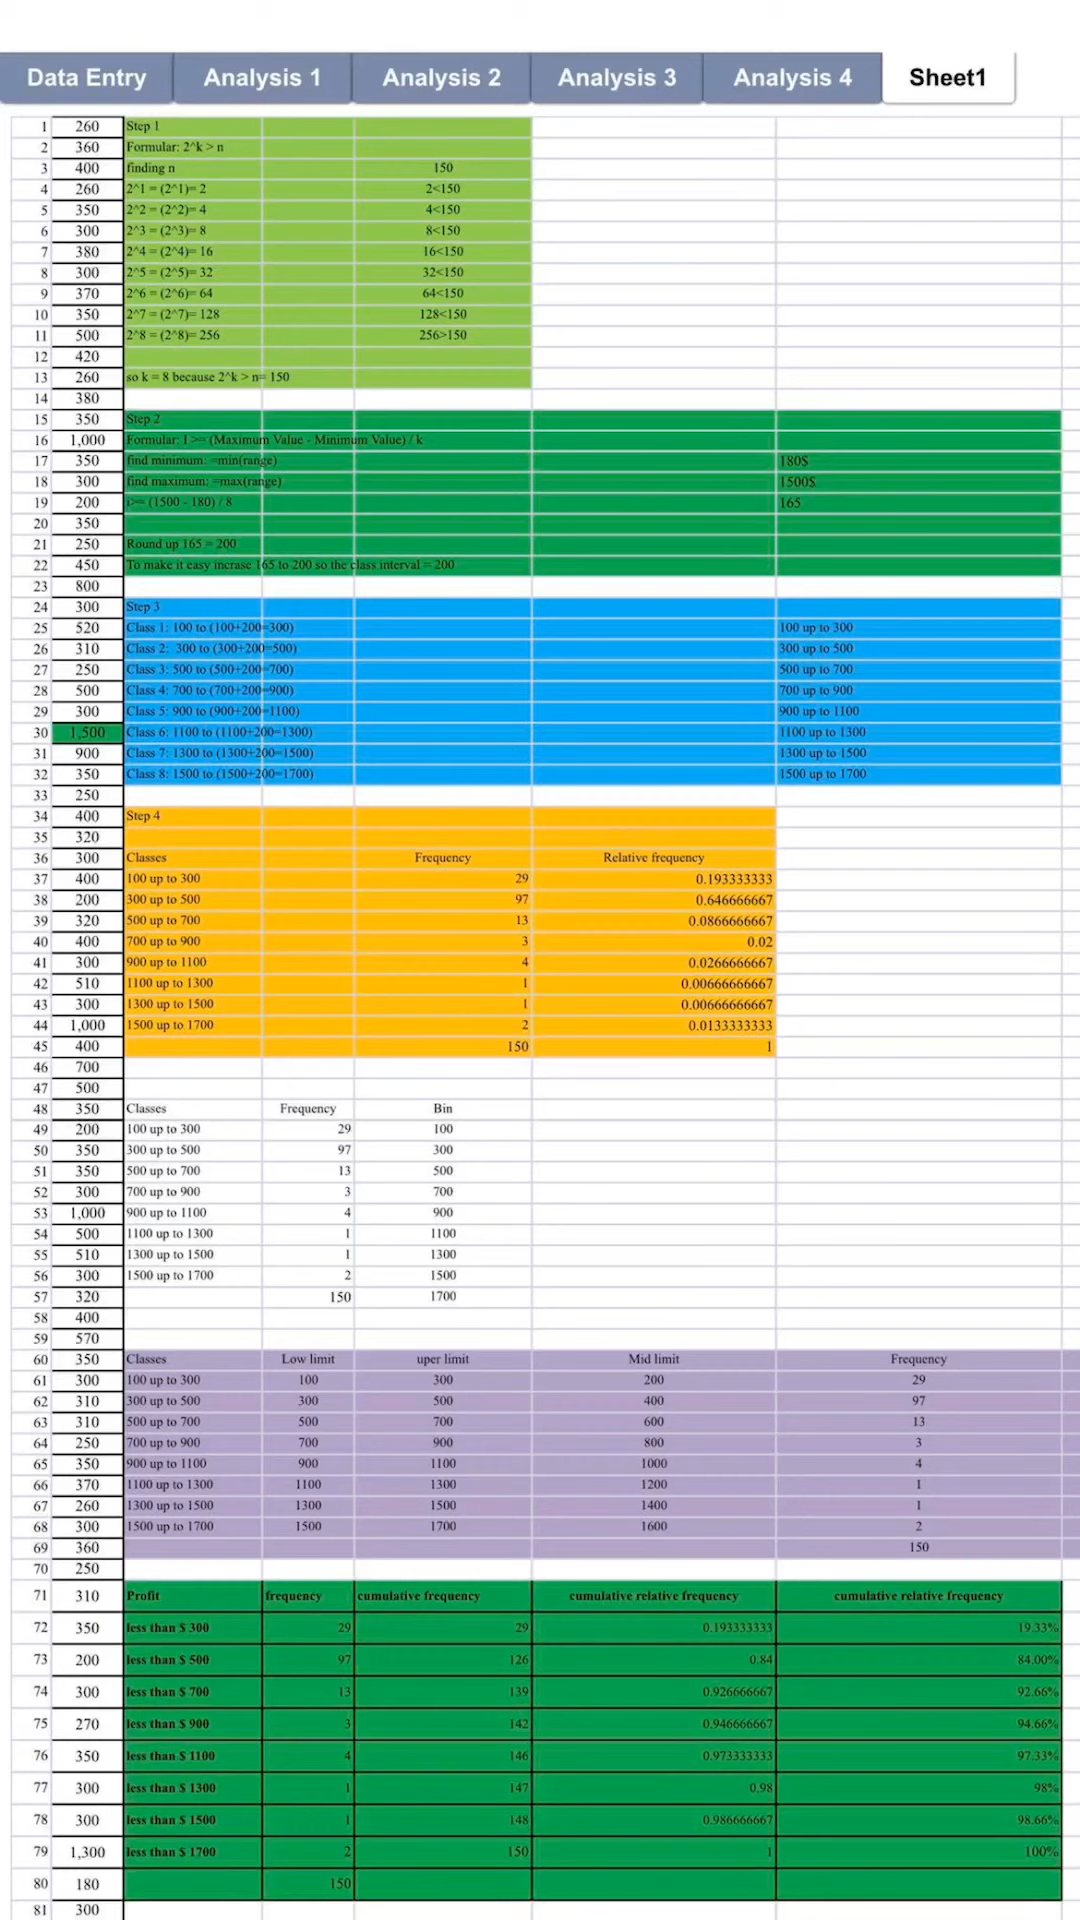 Data Entry Analysis 1 Analysis 2 Analysis 3 Analysis 4 Sheet1
1 260 Step 1
2 360 Formular: 2^k > n
3 400 finding n 150
4 260 2^1 = (2^1)= 2 2<150
5 350 2^2 = (2^2)= 4 4<150
6 300 2^3 = (2^3)= 8 8<150
7 380 2^4 = (2^4)= 16 16<150
8 300 2^5 = (2^5)= 32 32<150
9 370 2^6 = (2^6)= 64 64<150
10 350 2^7 = (2^7)= 128 128<150
11 500 2^8 = (2^8)= 256 256>150
12 420
13 260 so k = 8 because 2^k > n= 150
14 380
15 350 Step 2
16 1,000 Formular: I >= (Maximum Value - Minimum Value) / k
17 350 find minimum: =min(range) 180$
18 300 find maximum: =max(range) 1500$
19 200 i>= (1500 - 180) / 8 165
20 350
21 250 Round up 165 = 200
22 450 To make it easy incrase 165 to 200 so the class interval = 200
23 800
24 300 Step 3
25 520 Class 1: 100 to (100+200=300) 100 up to 300
26 310 Class 2: 300 to (300+200=500) 300 up to 500
27 250 Class 3: 500 to (500+200=700) 500 up to 700
28 500 Class 4: 700 to (700+200=900) 700 up to 900
29 300 Class 5: 900 to (900+200=1100) 900 up to 1100
30 1,500 Class 6: 1100 to (1100+200=1300) 1100 up to 1300
31 900 Class 7: 1300 to (1300+200=1500) 1300 up to 1500
32 350 Class 8: 1500 to (1500+200=1700) 1500 up to 1700
33 250
34 400 Step 4
35 320
36 300 Classes Frequency Relative frequency
37 400 100 up to 300 29 0.193333333
38 200 300 up to 500 97 0.646666667
39 320 500 up to 700 13 0.0866666667
40 400 700 up to 900 3 0.02
41 300 900 up to 1100 4 0.0266666667
42 510 1100 up to 1300 1 0.00666666667
43 300 1300 up to 1500 1 0.00666666667
44 1,000 1500 up to 1700 2 0.0133333333
45 400 150 1
46 700
47 500
48 350 Classes Frequency Bin
49 200 100 up to 300 29 100
50 350 300 up to 500 97 300
51 350 500 up to 700 13 500
52 300 700 up to 900 3 700
53 1,000 900 up to 1100 4 900
54 500 1100 up to 1300 1 1100
55 510 1300 up to 1500 1 1300
56 300 1500 up to 1700 2 1500
57 320 150 1700
58 400
59 570
60 350 Classes Low limit uper limit Mid limit Frequency
61 300 100 up to 300 100 300 200 29
62 310 300 up to 500 300 500 400 97
63 310 500 up to 700 500 700 600 13
64 250 700 up to 900 700 900 800 3
65 350 900 up to 1100 900 1100 1000 4
66 370 1100 up to 1300 1100 1300 1200 1
67 260 1300 up to 1500 1300 1500 1400 1
68 300 1500 up to 1700 1500 1700 1600 2
69 360 150
70 250
71 310 Profit frequency cumulative frequency cumulative relative frequency cumulative relative frequency
72 350 less than $ 300 29 29 0.193333333 19.33%
73 200 less than $ 500 97 126 0.84 84.00%
74 300 less than $ 700 13 139 0.926666667 92.66%
75 270 less than $ 900 3 142 0.946666667 94.66%
76 350 less than $ 1100 4 146 0.973333333 97.33%
77 300 less than $ 1300 1 147 0.98 98%
78 300 less than $ 1500 1 148 0.986666667 98.66%
79 1,300 less than $ 1700 2 150 1 100%
80 180 150
81 300